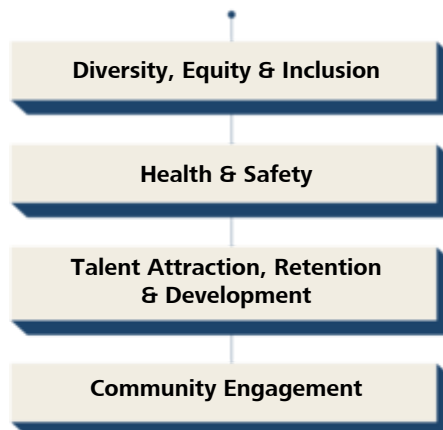 Diversity, Equity & Inclusion
Health & Safety
Talent Attraction, Retention
& Development
Community Engagement